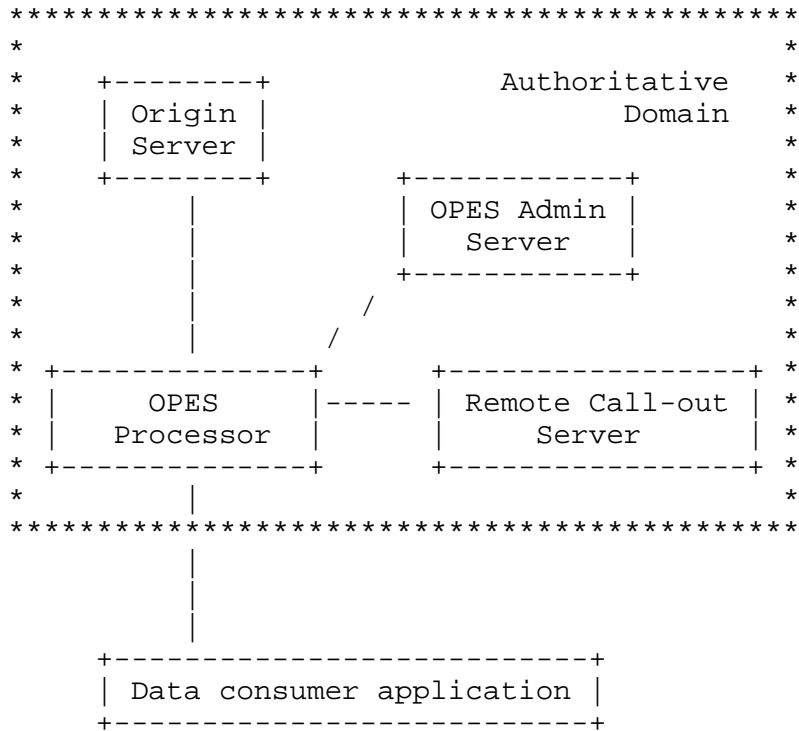 Authoritative
Origin Domain
Server
OPES Admin
Server
OPES Remote Call-out
Processor Server
Data consumer application